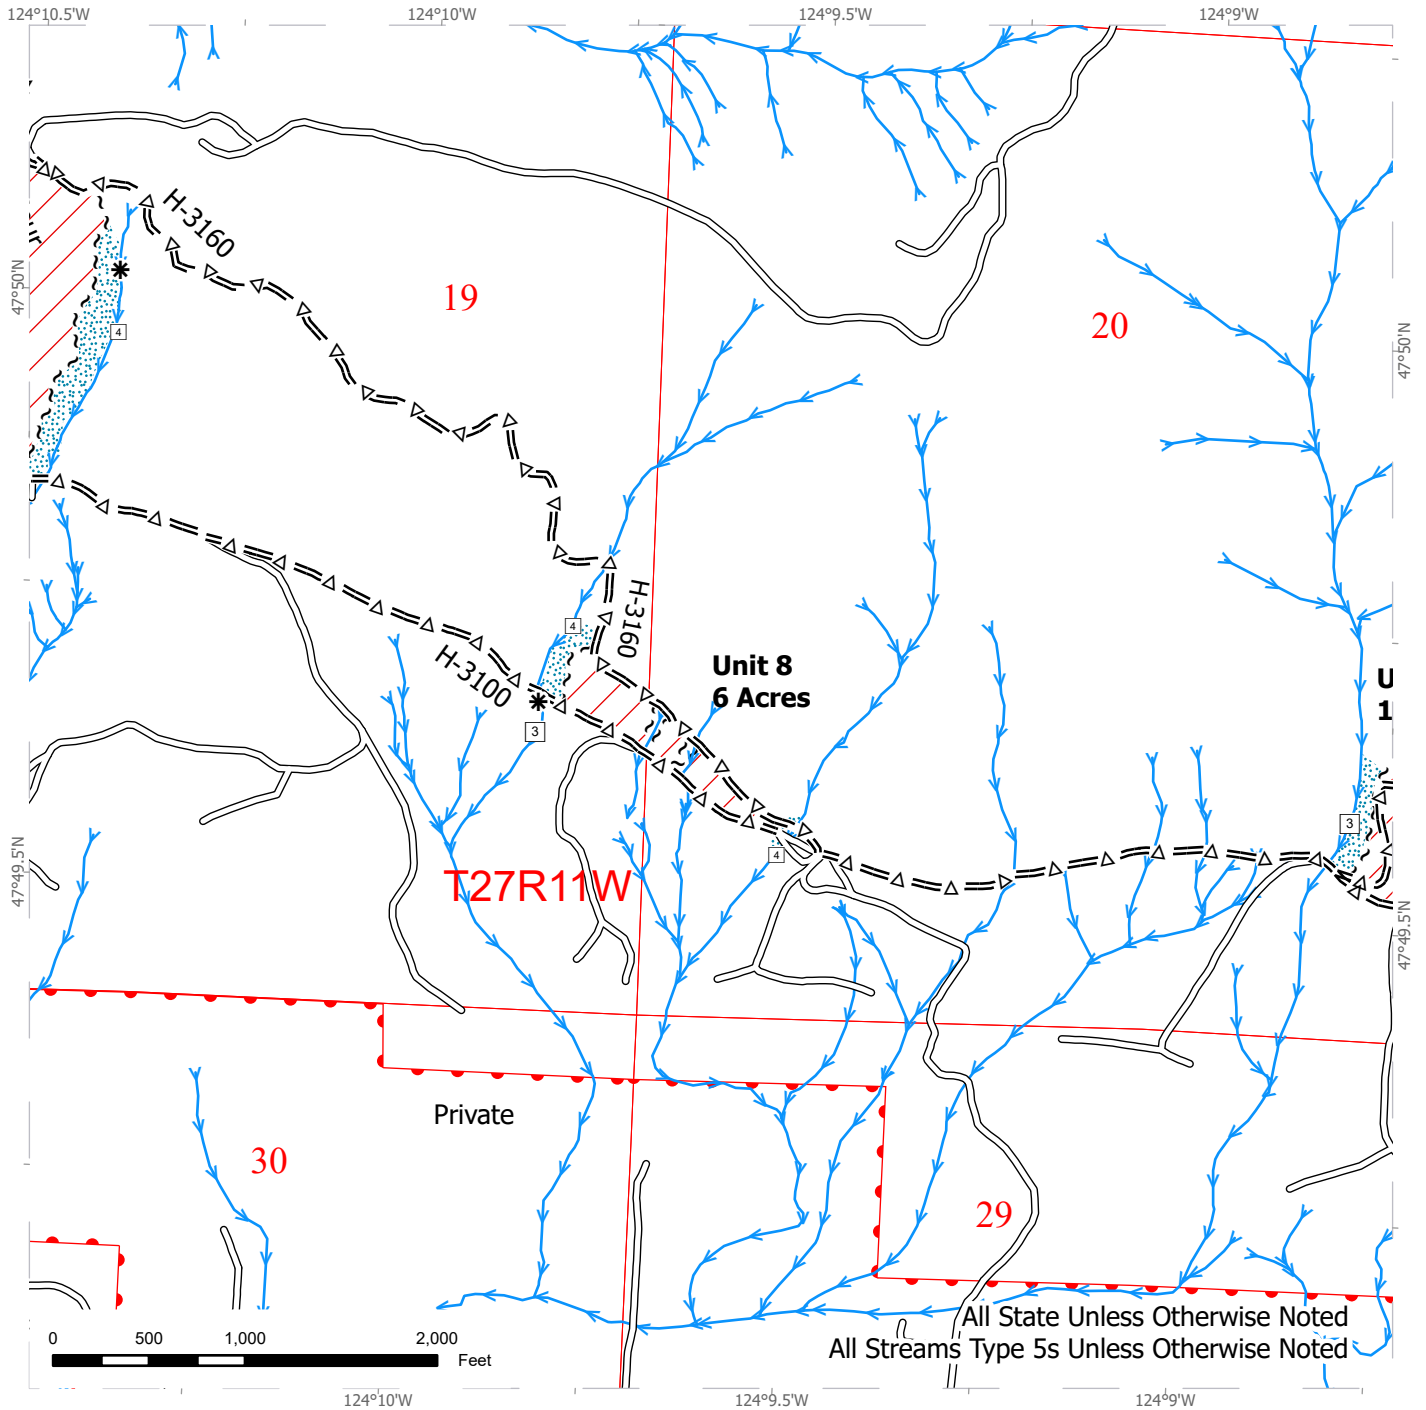 124°10.5'W 124°10'W 124°9.5'W 124°9'W
H-3160
47°50'N
19
20
47°50'N
4
H-3160
4
H-3100
Unit 8
6 Acres
U
1
3
3
4
47°49.5'N
T27R11W
47°49.5'N
Private
30
29
All State Unless Otherwise Noted
All Streams Type 5s Unless Otherwise Noted
0 500 1,000 2,000
Feet
124°10'W 124°9.5'W 124°9'W